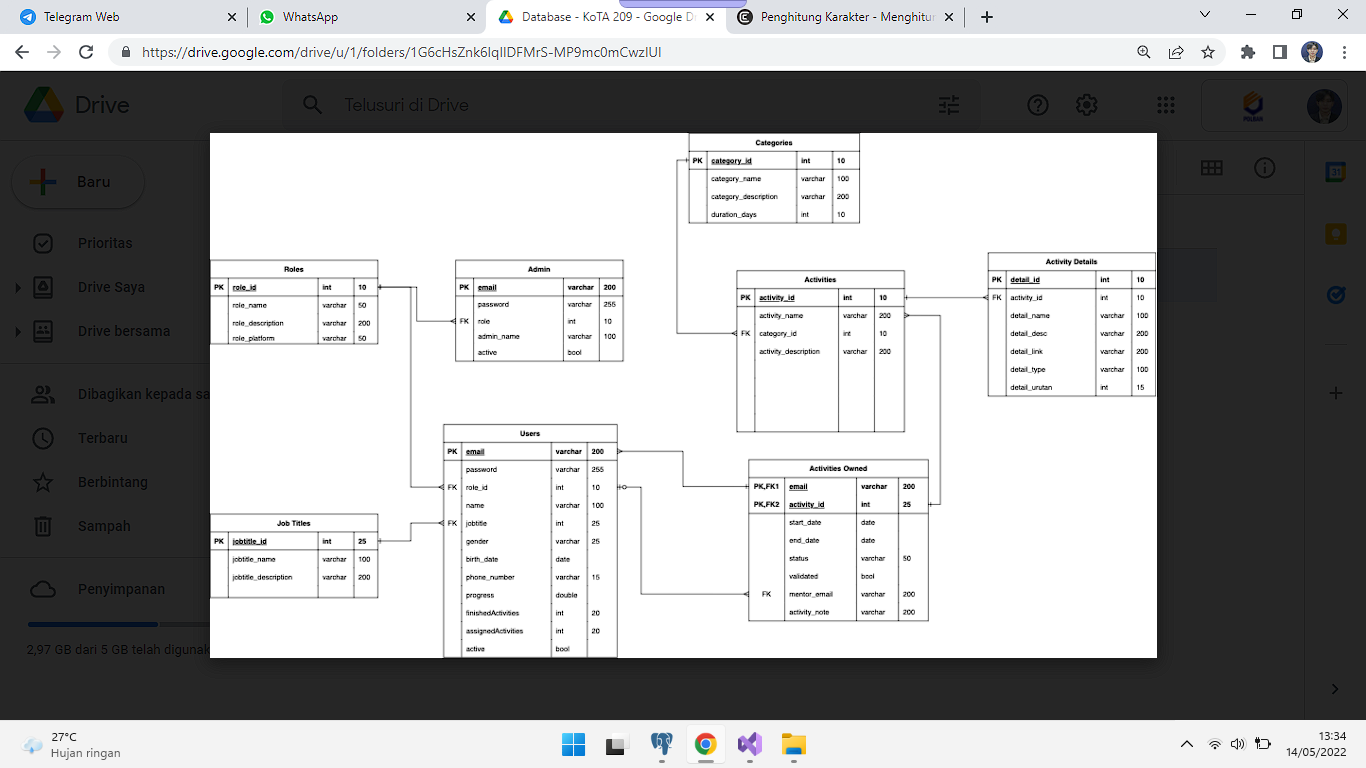 Telegram Web
WhatsApp
Database - KoTA 209 - Google D
Penghitung Karakter - Menghitu
https://drive.google.com/drive/u/1/folders/1G6cHsZnk6IqIIDFMrS-MP9mc0mCwzIUI
Drive
Telusuri di Drive
POLBAN
Baru
Prioritas
Drive Saya
Drive bersama
Dibagikan kepada sa
Terbaru
Berbintang
Sampah
Penyimpanan
2,97 GB dari 5 GB telah digunak
31
Categories
PK category_id int 10
category_name varchar 100
category_description varchar 200
duration_days int 10
Roles
PK role_id int 10
role_name varchar 50
role_description varchar 200
role_platform varchar 50
Admin
PK email varchar 200
password varchar 255
FK role int 10
admin_name varchar 100
active bool
Activities
PK activity_id int 10
activity_name varchar 200
FK category_id int 10
activity_description varchar 200
Activity Details
PK detail_id int 10
FK activity_id int 10
detail_name varchar 100
detail_desc varchar 200
detail_link varchar 200
detail_type varchar 100
detail_urutan int 15
Users
PK email varchar 200
password varchar 255
FK role_id int 10
name varchar 100
FK jobtitle int 25
gender varchar 25
birth_date date
phone_number varchar 15
progress double
finishedActivities int 20
assignedActivities int 20
active bool
Job Titles
PK jobtitle_id int 25
jobtitle_name varchar 100
jobtitle_description varchar 200
Activities Owned
PK,FK1 email varchar 200
PK,FK2 activity_id int 25
start_date date
end_date date
status varchar 50
validated bool
FK mentor_email varchar 200
activity_note varchar 200
27°C
Hujan ringan
13:34
14/05/2022